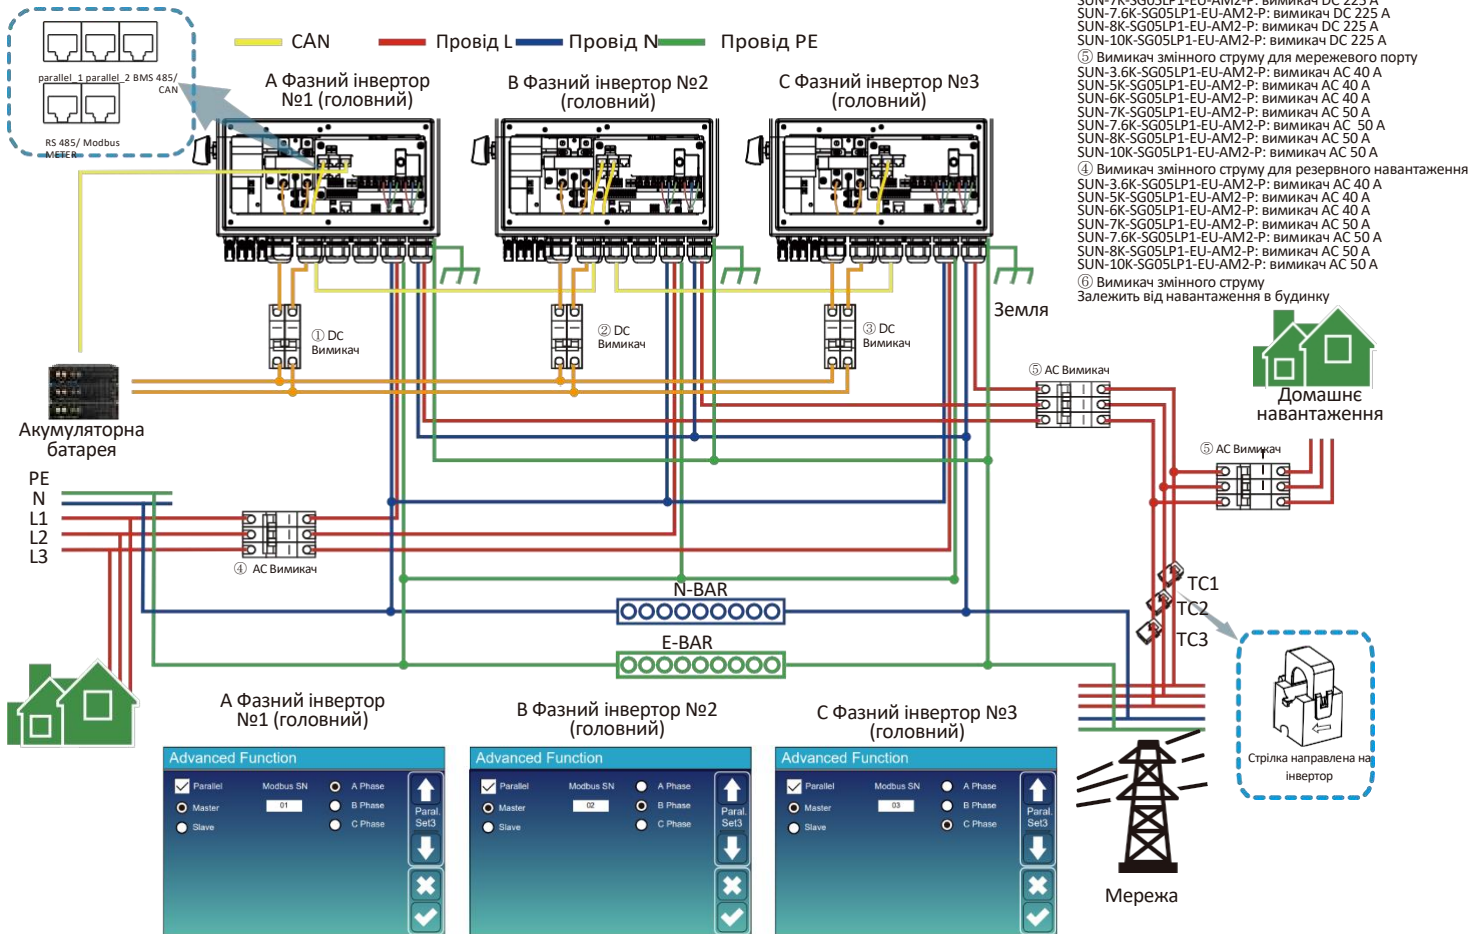 SUN-7K-SG05LP1-EU-AM2-P: вимикач DC 225 A
SUN-7.6K-SG05LP1-EU-AM2-P: вимикач DC 225 A
SUN-8K-SG05LP1-EU-AM2-P: вимикач DC 225 A
SUN-10K-SG05LP1-EU-AM2-P: вимикач DC 225 A
⑤ Вимикач змінного струму для мережевого порту
SUN-3.6K-SG05LP1-EU-AM2-P: вимикач AC 40 A
SUN-5K-SG05LP1-EU-AM2-P: вимикач AC 40 A
SUN-6K-SG05LP1-EU-AM2-P: вимикач AC 40 A
SUN-7K-SG05LP1-EU-AM2-P: вимикач AC 50 A
SUN-7.6K-SG05LP1-EU-AM2-P: вимикач AC 50 A
SUN-8K-SG05LP1-EU-AM2-P: вимикач AC 50 A
SUN-10K-SG05LP1-EU-AM2-P: вимикач AC 50 A
④ Вимикач змінного струму для резервного навантаження
SUN-3.6K-SG05LP1-EU-AM2-P: вимикач AC 40 A
SUN-5K-SG05LP1-EU-AM2-P: вимикач AC 40 A
SUN-6K-SG05LP1-EU-AM2-P: вимикач AC 40 A
SUN-7K-SG05LP1-EU-AM2-P: вимикач AC 50 A
SUN-7.6K-SG05LP1-EU-AM2-P: вимикач AC 50 A
SUN-8K-SG05LP1-EU-AM2-P: вимикач AC 50 A
SUN-10K-SG05LP1-EU-AM2-P: вимикач AC 50 A
⑥ Вимикач змінного струму
Залежить від навантаження в будинку
CAN Провід L Провід N Провід PE
parallel_1 parallel_2 BMS 485/
CAN
RS 485/ Modbus
METER
A Фазний інвертор
№1 (головний)
B Фазний інвертор №2
(головний)
C Фазний інвертор №3
(головний)
Земля
① DC
Вимикач
② DC
Вимикач
③ DC
Вимикач
Акумуляторна
батарея
⑤ AC Вимикач
Домашнє
навантаження
⑤ AC Вимикач
PE
N
L1
L2
L3
④ AC Вимикач
N-BAR
E-BAR
TC1
TC2
TC3
Стрілка направлена на
інвертор
Мережа
A Фазний інвертор
№1 (головний)
B Фазний інвертор №2
(головний)
C Фазний інвертор №3
(головний)
Advanced Function
Parallel Modbus SN A Phase
Master 01 B Phase
Slave C Phase
Paral.
Set3
Advanced Function
Parallel Modbus SN A Phase
Master 02 B Phase
Slave C Phase
Paral.
Set3
Advanced Function
Parallel Modbus SN A Phase
Master 03 B Phase
Slave C Phase
Paral.
Set3